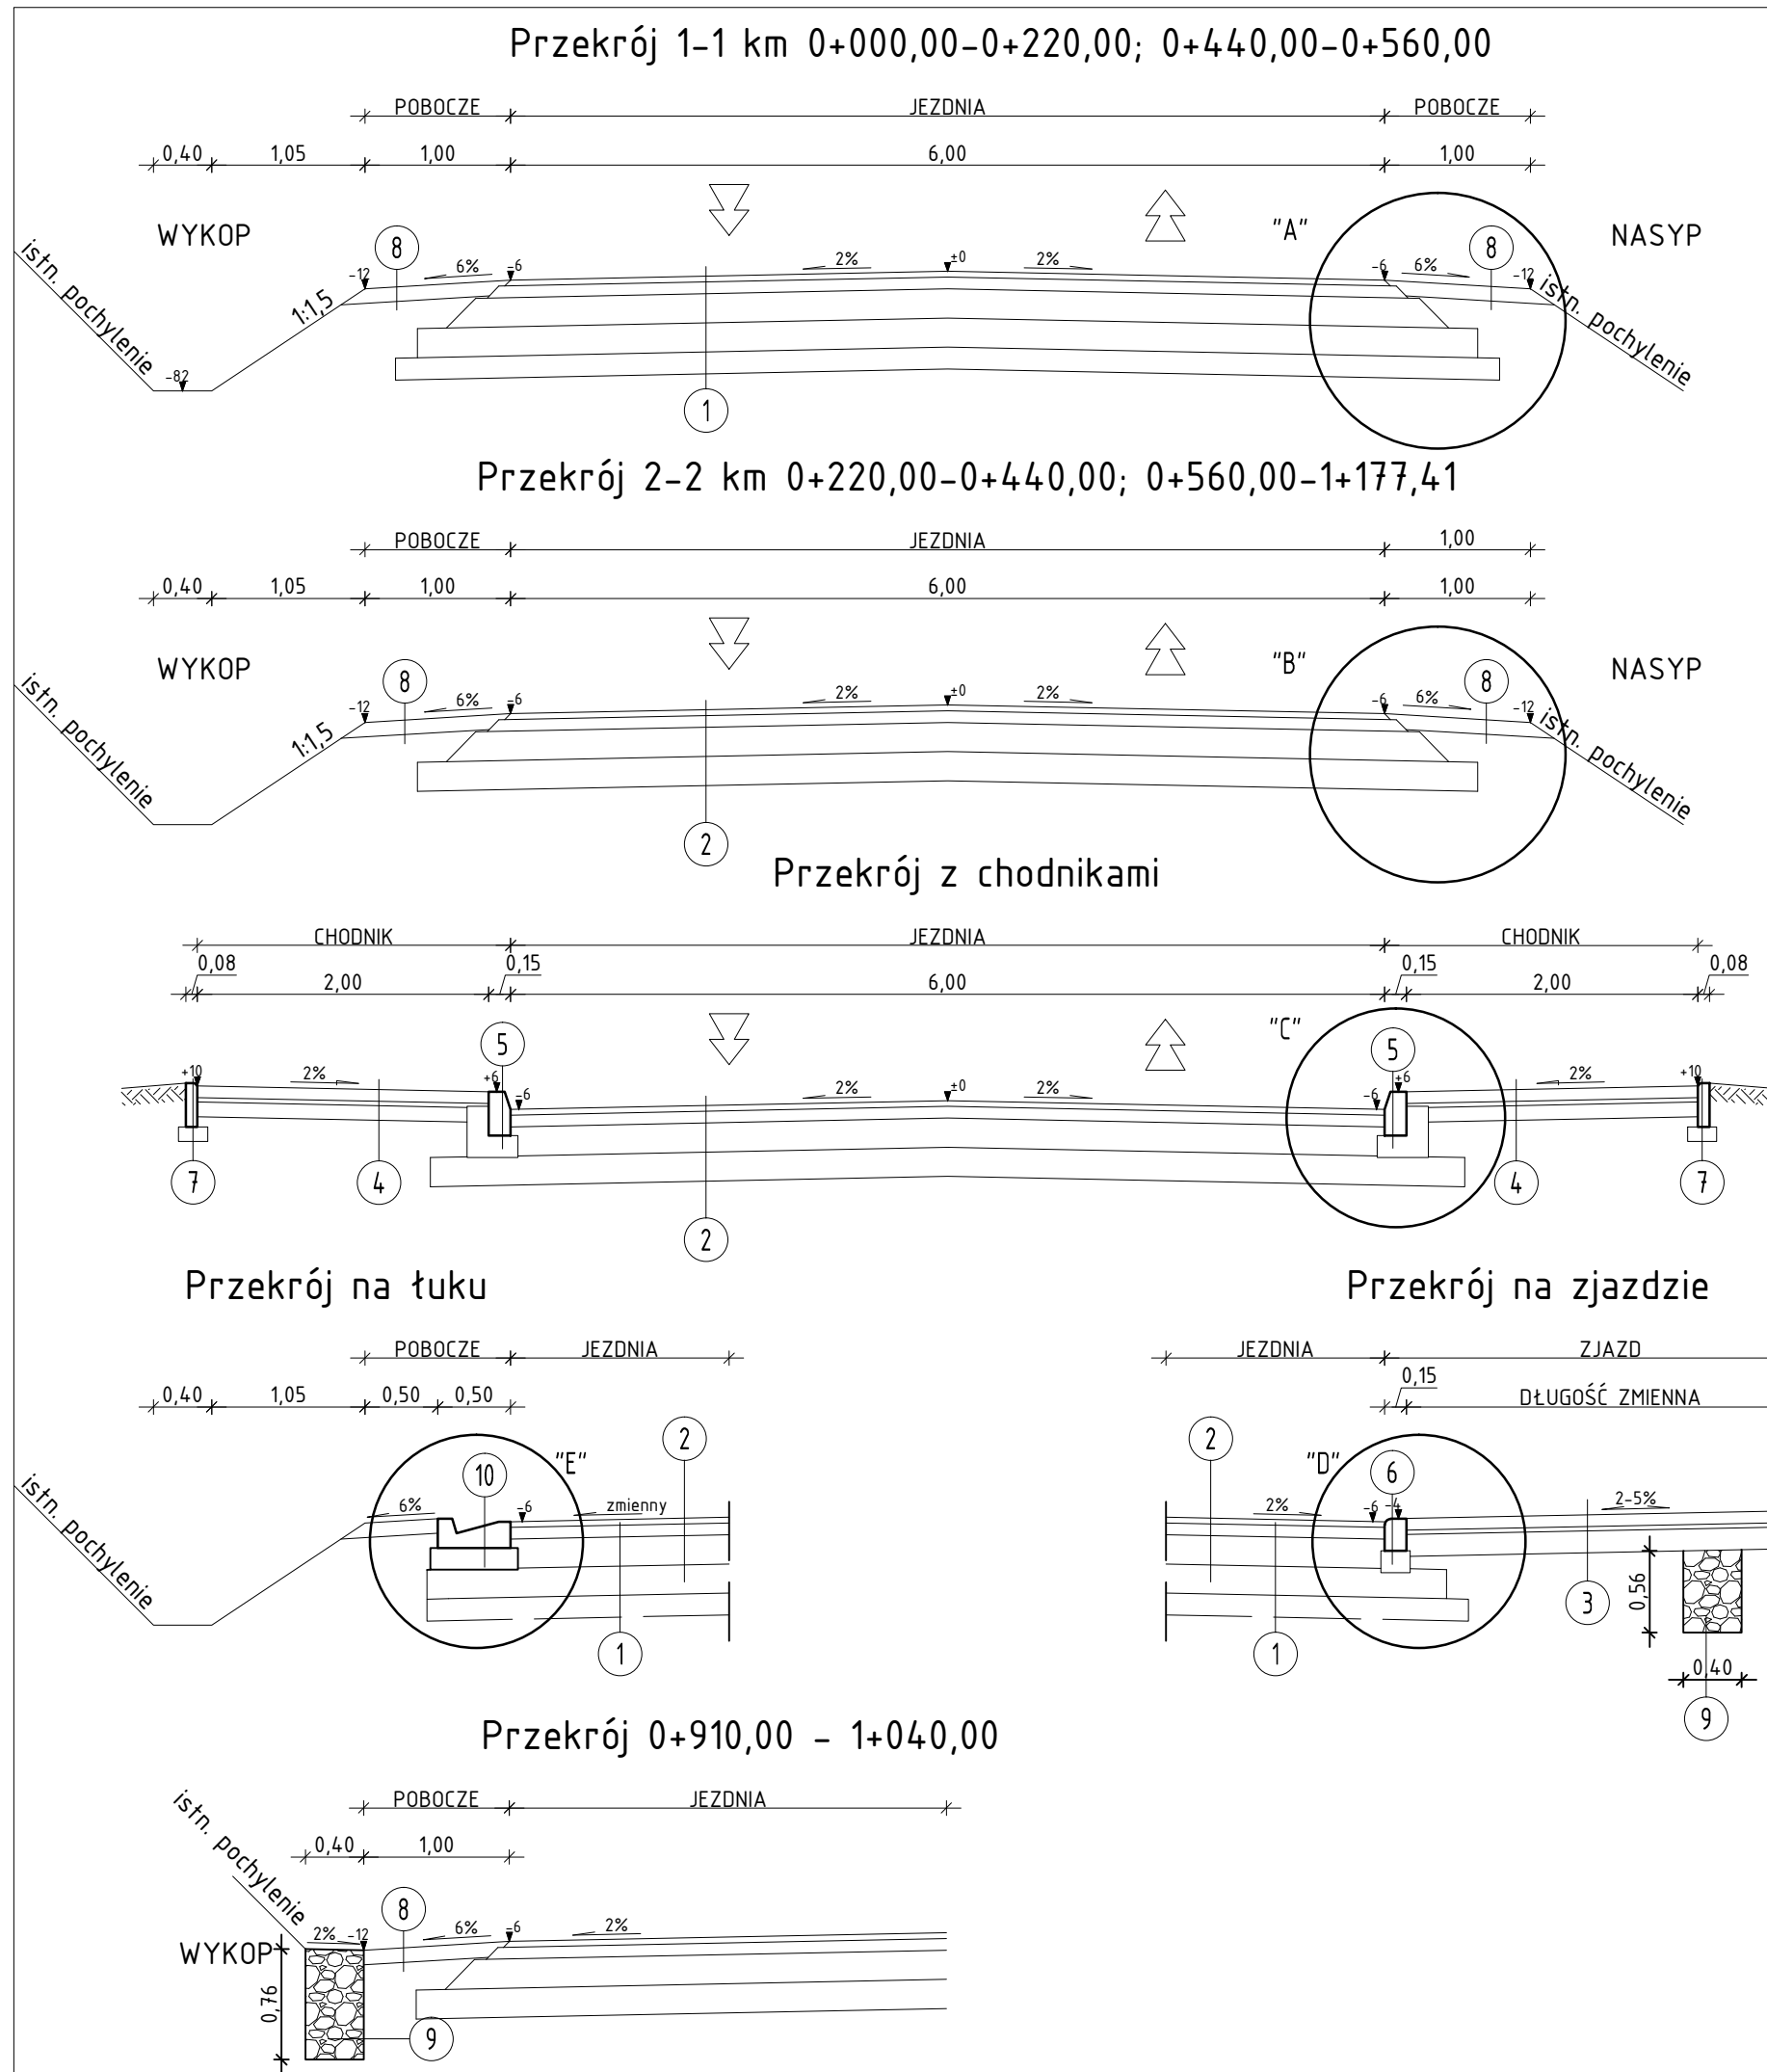 Przekrój 1-1 km 0+000,00-0+220,00; 0+440,00-0+560,00
POBOCZE JEZDNIA POBOCZE
0,40 1,05 1,00 6,00 1,00
WYKOP 8 "A" 8 NASYP
istn. pochylenie 1:1,5 -12 6% -6 2% ±0 2% -6 6% -12 istn. pochylenie
-82
1
Przekrój 2-2 km 0+220,00-0+440,00; 0+560,00-1+177,41
POBOCZE JEZDNIA 1,00
0,40 1,05 1,00 6,00 1,00
WYKOP 8 "B" 8 NASYP
istn. pochylenie 1:1,5 -12 6% -6 2% ±0 2% -6 6% -12 istn. pochylenie
2
Przekrój z chodnikami
CHODNIK JEZDNIA CHODNIK
0,08 0,15 0,15 0,08
2,00 6,00 2,00
5 "C" 5
+10 2% +6 -6 2% ±0 2% -6 +6 2% +10
7 4 4 7
2
Przekrój na łuku
POBOCZE JEZDNIA
0,40 1,05 0,50 0,50
2
10 "E"
istn. pochylenie 6% -6 zmienny
1
Przekrój na zjazdzie
JEZDNIA ZJAZD
0,15
DŁUGOŚĆ ZMIENNA
2 "D" 6
2% -6 -4 2-5%
0,56
3
1
0,40
9
Przekrój 0+910,00 - 1+040,00
POBOCZE JEZDNIA
istn. pochylenie
0,40 1,00
8
2% -12 6% -6 2%
WYKOP
0,76
9